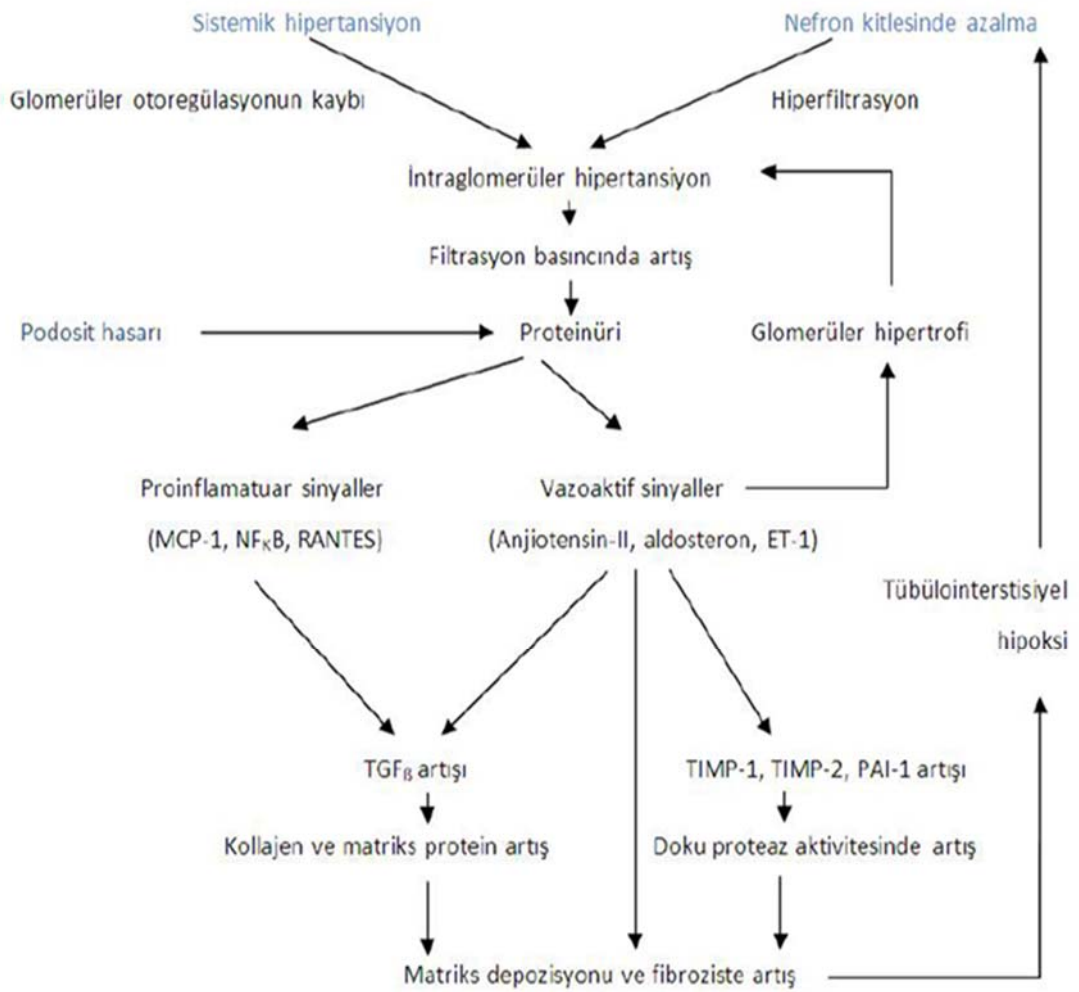 Sistemik hipertansiyon
Nefron kitlesinde azalma
Glomerüler otoregülasyonun kaybı
Hiperfiltrasyon
İntraglomerüler hipertansiyon
Filtrasyon basıncında artış
Podosit hasarı
Proteinüri
Glomerüler hipertrofi
Proinflamatuar sinyaller
Vazoaktif sinyaller
(MCP-1, NFκB, RANTES)
(Anjiotensin-II, aldosteron, ET-1)
Tübülointerstisiyel
hipoksi
TGFβ artışı
TIMP-1, TIMP-2, PAI-1 artışı
Kollajen ve matriks protein artış
Doku proteaz aktivitesinde artış
Matriks depozisyonu ve fibroziste artış